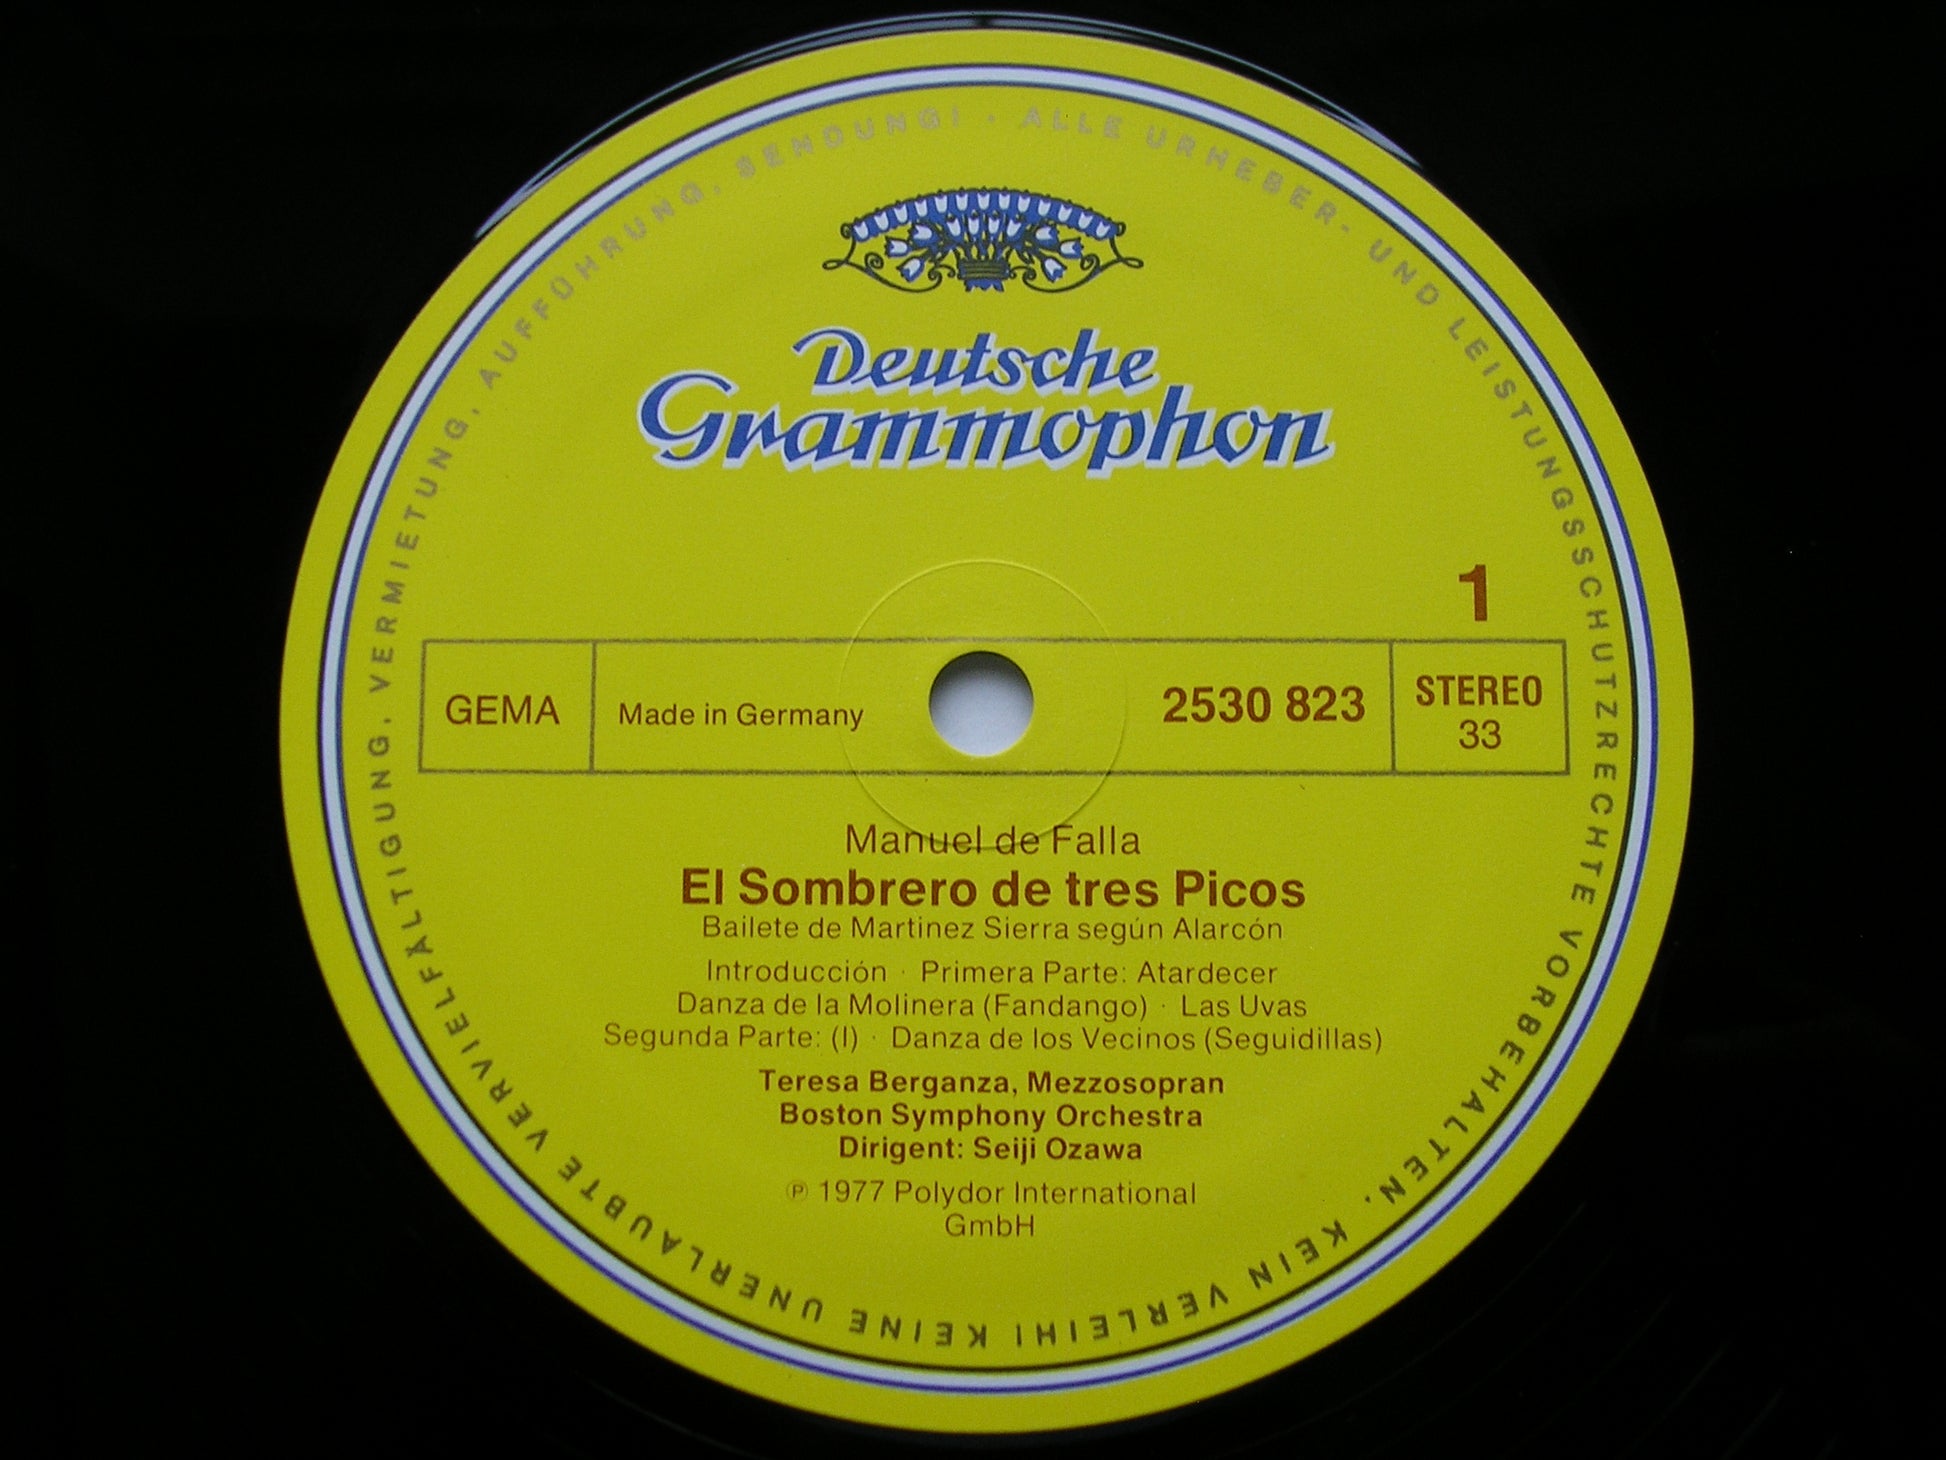 ALLE URHEBER- UND LEISTUNGSSCHUTZRECHTE VORBEHALTEN. KEIN VERLEIH! KEINE UNERLAUBTE VERVIELFÄLTIGUNG, VERMIETUNG, AUFFÜHRUNG, SENDUNG! ·
Deutsche
Grammophon
1
GEMA
Made in Germany
2530 823
STEREO
33
Manuel de Falla
El Sombrero de tres Picos
Bailete de Martinez Sierra según Alarcón
Introducción · Primera Parte: Atardecer
Danza de la Molinera (Fandango) · Las Uvas
Segunda Parte: (I) · Danza de los Vecinos (Seguidillas)
Teresa Berganza, Mezzosopran
Boston Symphony Orchestra
Dirigent: Seiji Ozawa
℗ 1977 Polydor International
GmbH